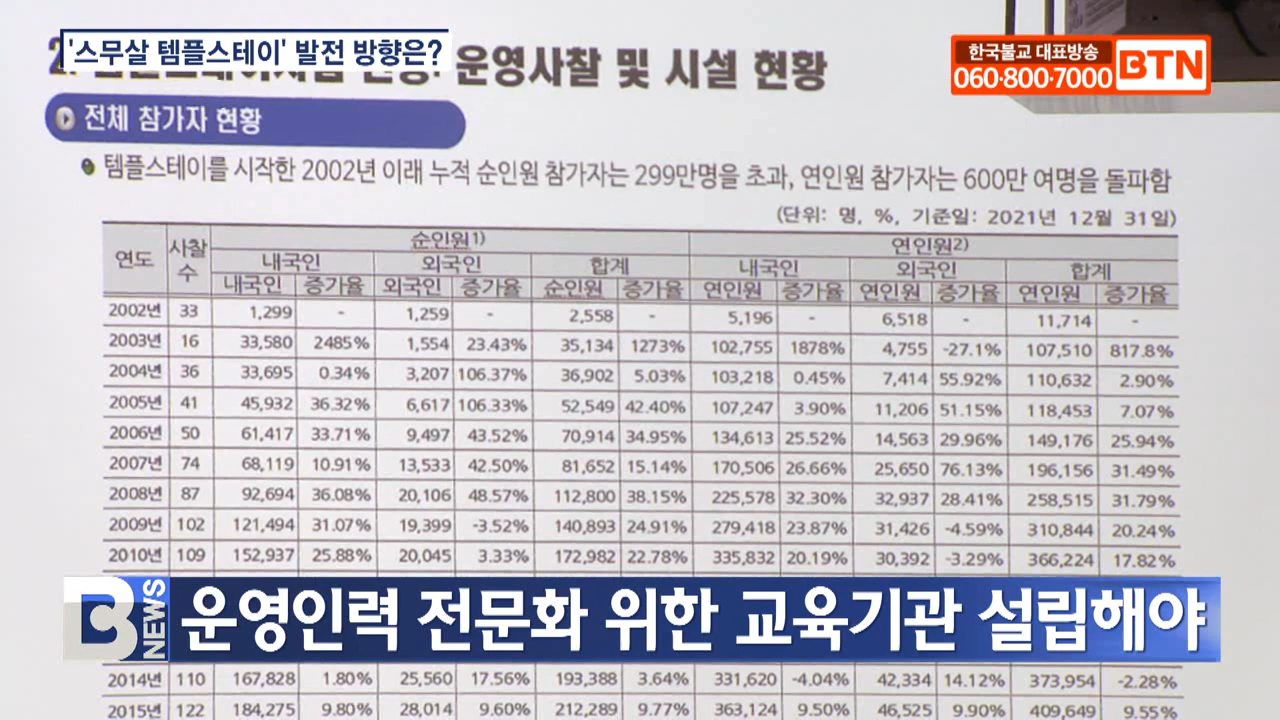 '스무살 템플스테이' 발전 방향은?
한국불교 대표방송
060·800·7000
BTN
운영사찰 및 시설 현황
전체 참가자 현황
템플스테이를 시작한 2002년 이래 누적 순인원 참가자는 299만명을 초과, 연인원 참가자는 600만 여명을 돌파함
(단위: 명, %, 기준일: 2021년 12월 31일)
연도 사찰수 순인원1) 연인원2)
내국인 외국인 합계 내국인 외국인 합계
내국인 증가율 외국인 증가율 순인원 증가율 연인원 증가율 연인원 증가율 연인원 증가율
2002년 33 1,299 - 1,259 - 2,558 - 5,196 - 6,518 - 11,714 -
2003년 16 33,580 2485% 1,554 23.43% 35,134 1273% 102,755 1878% 4,755 -27.1% 107,510 817.8%
2004년 36 33,695 0.34% 3,207 106.37% 36,902 5.03% 103,218 0.45% 7,414 55.92% 110,632 2.90%
2005년 41 45,932 36.32% 6,617 106.33% 52,549 42.40% 107,247 3.90% 11,206 51.15% 118,453 7.07%
2006년 50 61,417 33.71% 9,497 43.52% 70,914 34.95% 134,613 25.52% 14,563 29.96% 149,176 25.94%
2007년 74 68,119 10.91% 13,533 42.50% 81,652 15.14% 170,506 26.66% 25,650 76.13% 196,156 31.49%
2008년 87 92,694 36.08% 20,106 48.57% 112,800 38.15% 225,578 32.30% 32,937 28.41% 258,515 31.79%
2009년 102 121,494 31.07% 19,399 -3.52% 140,893 24.91% 279,418 23.87% 31,426 -4.59% 310,844 20.24%
2010년 109 152,937 25.88% 20,045 3.33% 172,982 22.78% 335,832 20.19% 30,392 -3.29% 366,224 17.82%
B NEWS 운영인력 전문화 위한 교육기관 설립해야
2014년 110 167,828 1.80% 25,560 17.56% 193,388 3.64% 331,620 -4.04% 42,334 14.12% 373,954 -2.28%
2015년 122 184,275 9.80% 28,014 9.60% 212,289 9.77% 363,124 9.50% 46,525 9.90% 409,649 9.55%